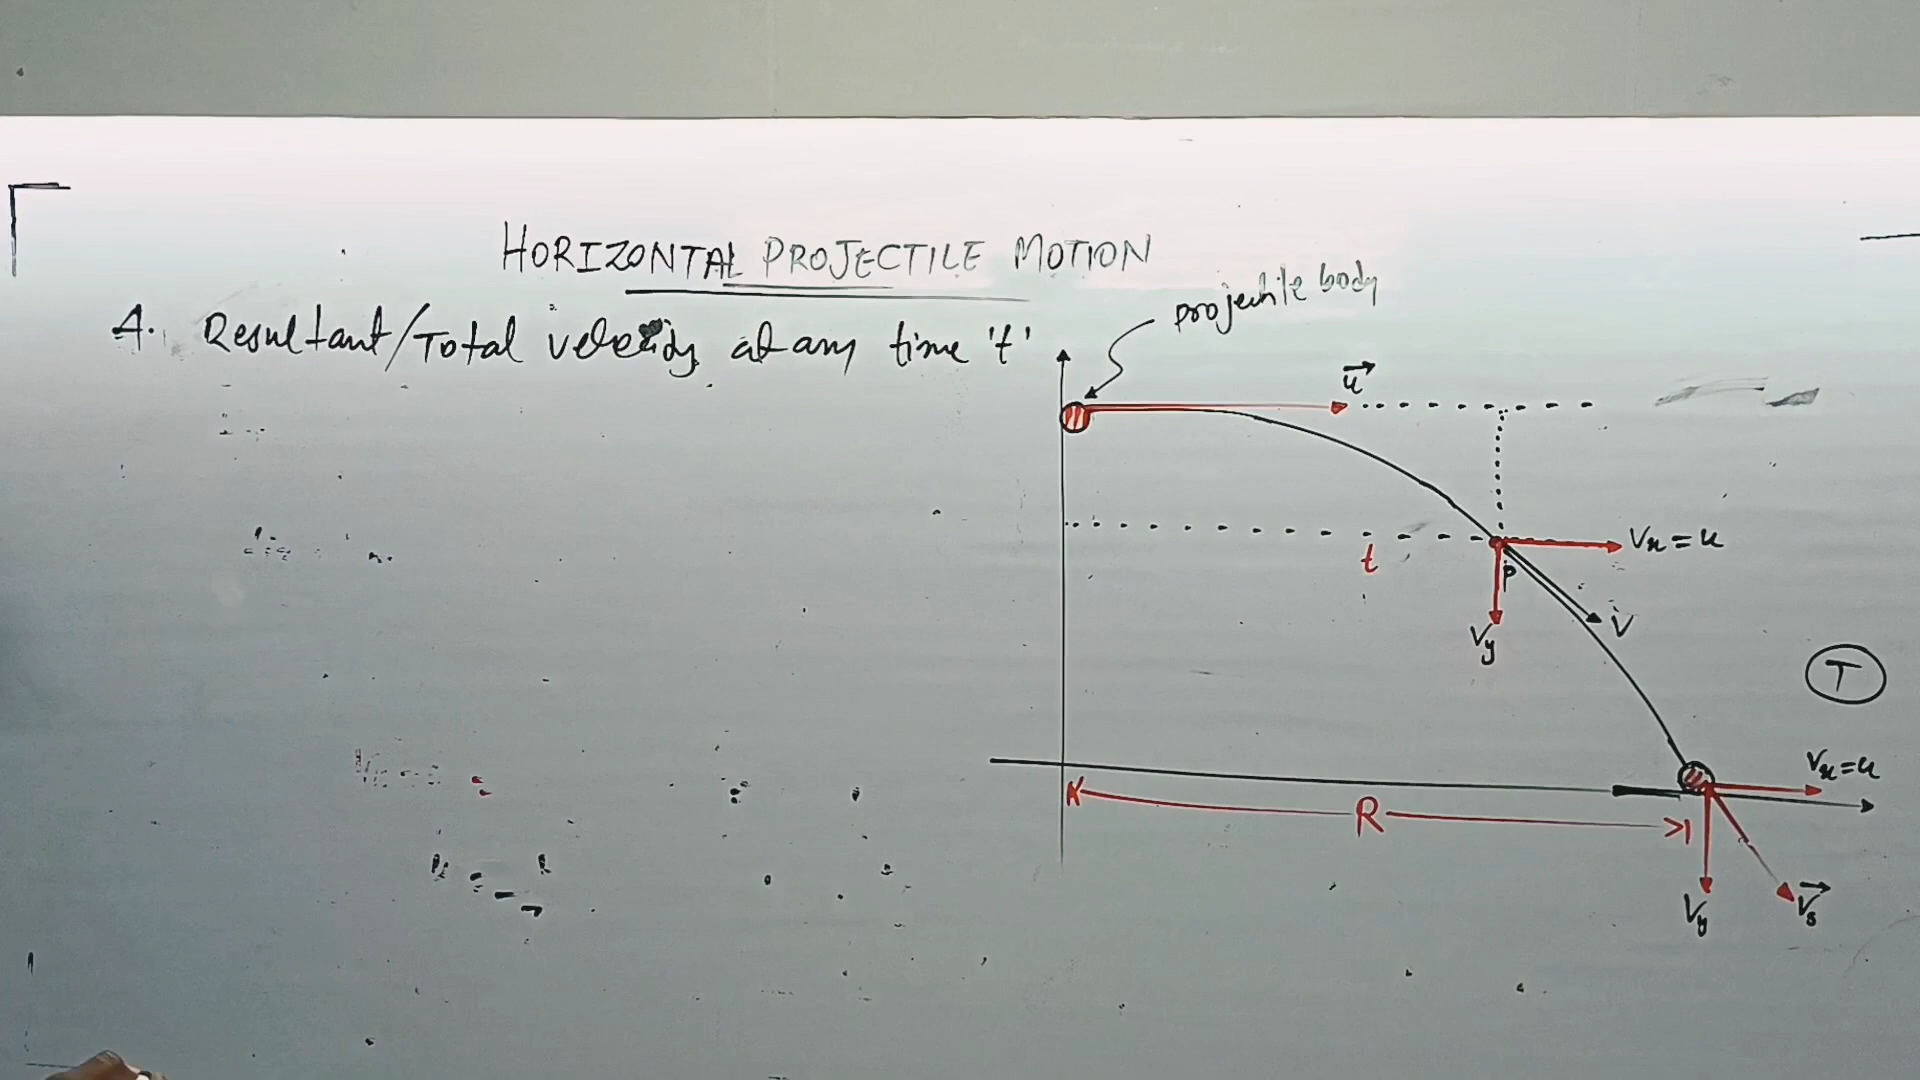 HORIZONTAL PROJECTILE MOTION
projectile body
4. Resultant/Total velocity at any time 't'
u
Vx = u
t
P
V
Vy
T
Vx = u
R
Vy
Vs